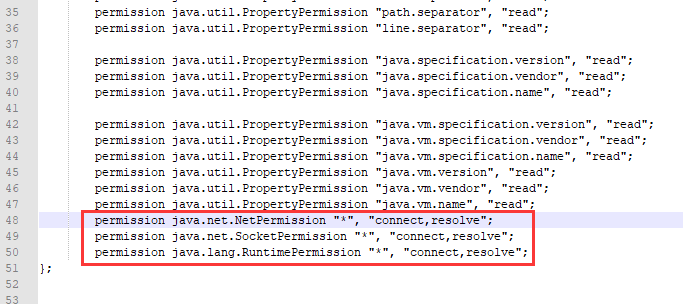 35 permission java.util.PropertyPermission "path.separator", "read";
36 permission java.util.PropertyPermission "line.separator", "read";
37
38 permission java.util.PropertyPermission "java.specification.version", "read";
39 permission java.util.PropertyPermission "java.specification.vendor", "read";
40 permission java.util.PropertyPermission "java.specification.name", "read";
41
42 permission java.util.PropertyPermission "java.vm.specification.version", "read";
43 permission java.util.PropertyPermission "java.vm.specification.vendor", "read";
44 permission java.util.PropertyPermission "java.vm.specification.name", "read";
45 permission java.util.PropertyPermission "java.vm.version", "read";
46 permission java.util.PropertyPermission "java.vm.vendor", "read";
47 permission java.util.PropertyPermission "java.vm.name", "read";
48 permission java.net.NetPermission "*", "connect,resolve";
49 permission java.net.SocketPermission "*", "connect,resolve";
50 permission java.lang.RuntimePermission "*", "connect,resolve";
51 };
52
53